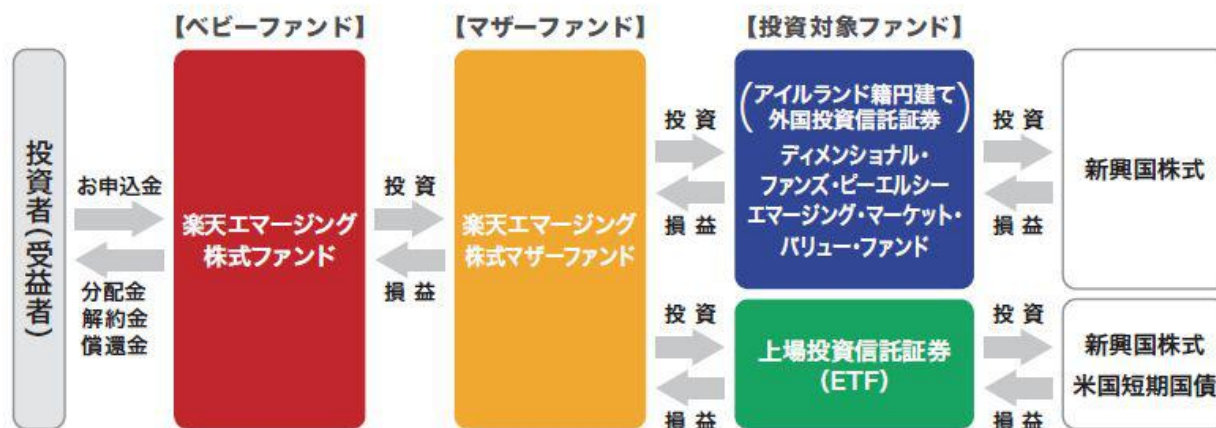 【ベビーファンド】
【マザーファンド】
【投資対象ファンド】
投資者(受益者)
お申込金
分配金
解約金
償還金
楽天エマージング
株式ファンド
投資
損益
楽天エマージング
株式マザーファンド
投資
損益
(アイルランド籍円建て
外国投資信託証券)
ディメンショナル・
ファンズ・ピーエルシー
エマージング・マーケット・
バリュー・ファンド
投資
損益
新興国株式
投資
損益
上場投資信託証券
(ETF)
投資
損益
新興国株式
米国短期国債